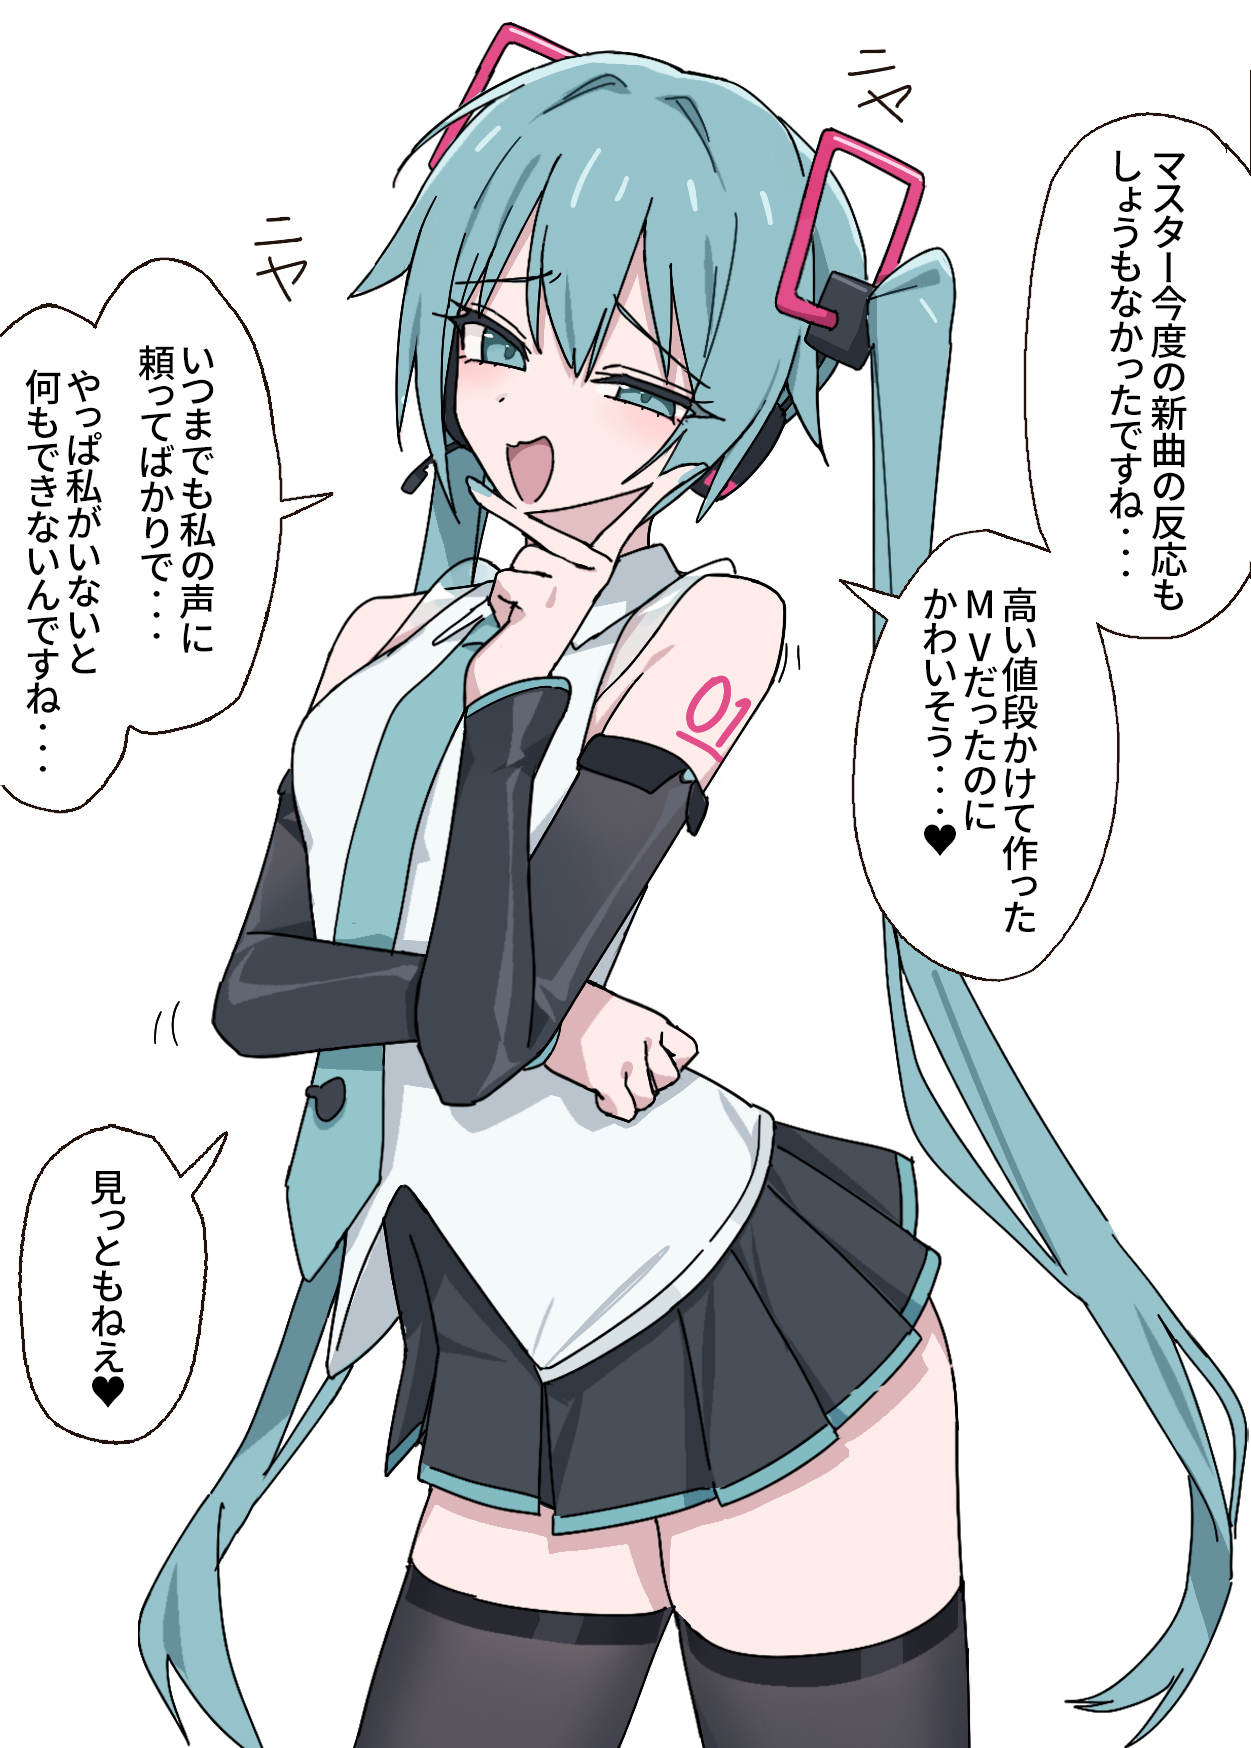 マスター今度の新曲の反応も
しょうもなかったですね・・・
高い値段かけて作った
MVだったのに
かわいそう・・・♥
ニヤ
ニヤ
いつまでも私の声に
頼ってばかりで・・・
やっぱ私がいないと
何もできないんですね・・・
01
見っともねえ♥